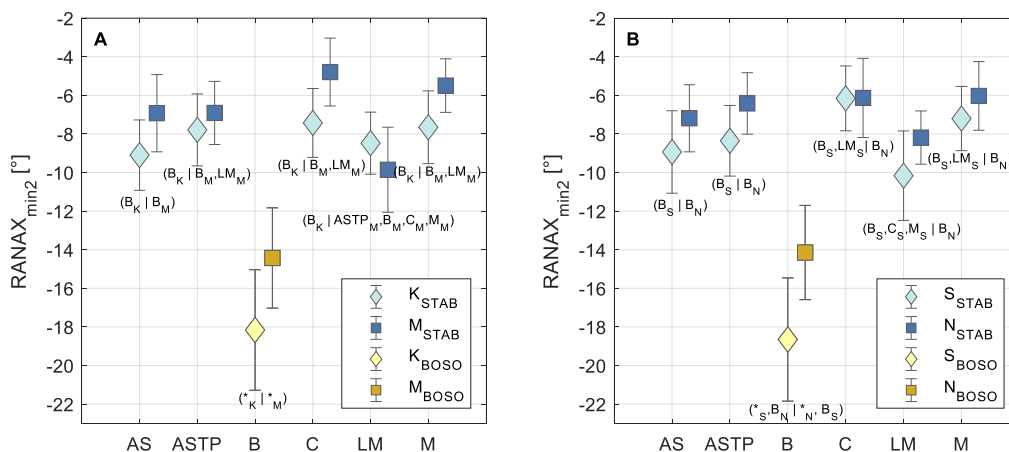 A
RANAX_min2 [°]
-2
-4
-6
-8
-10
-12
-14
-16
-18
-20
-22
(B_K | B_M)
(B_K | B_M,LM_M)
(*_K | *_M)
(B_K | B_M,LM_M)
(B_K | ASTP_M,B_M,C_M,M_M)
(B_K | B_M,LM_M)
K_STAB
M_STAB
K_BOSO
M_BOSO
AS ASTP B C LM M
B
RANAX_min2 [°]
-2
-4
-6
-8
-10
-12
-14
-16
-18
-20
-22
(B_S | B_N)
(B_S | B_N)
(*_S,B_N | *_N, B_S)
(B_S,LM_S | B_N)
(B_S,C_S,M_S | B_N)
(B_S,LM_S | B_N)
S_STAB
N_STAB
S_BOSO
N_BOSO
AS ASTP B C LM M